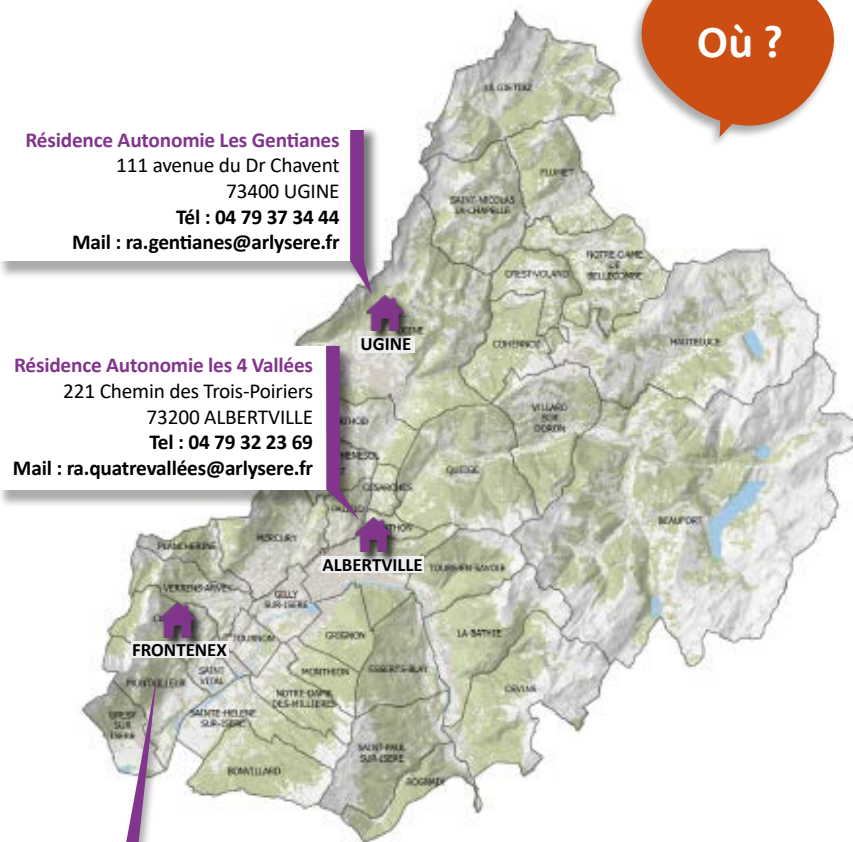 Où ?
Résidence Autonomie Les Gentianes
111 avenue du Dr Chavent
73400 UGINE
Tél : 04 79 37 34 44
Mail : ra.gentianes@arlysere.fr
Résidence Autonomie les 4 Vallées
221 Chemin des Trois-Poiriers
73200 ALBERTVILLE
Tel : 04 79 32 23 69
Mail : ra.quatrevallées@arlysere.fr
LA GIETTAZ
FLUMET
SAINT-NICOLAS
LA-CHAPELLE
NOTRE-DAME
DE
BELLECOMBE
CREST-VOLAND
COHENNOZ
HAUTELUCE
UGINE
VILLARD
SUR
DORON
QUEIGE
CESARCHES
BEAUFORT
MERCURY
PLANCHERINE
ALBERTVILLE
TOURS-EN-SAVOIE
VERRENS-ARVEY
GILLY
SUR-ISERE
FRONTENEX
TOURNON
GRIGNON
LA BATHIE
SAINT
VITAL
MONTHION
ESSERTS-BLAY
MONTAILLEUR
NOTRE-DAME
DES-MILLIERES
CEVINS
GRESY
SUR
ISERE
SAINTE-HELENE
SUR-ISERE
SAINT-PAUL
SUR-ISERE
BONVILLARD
ROGNAIX